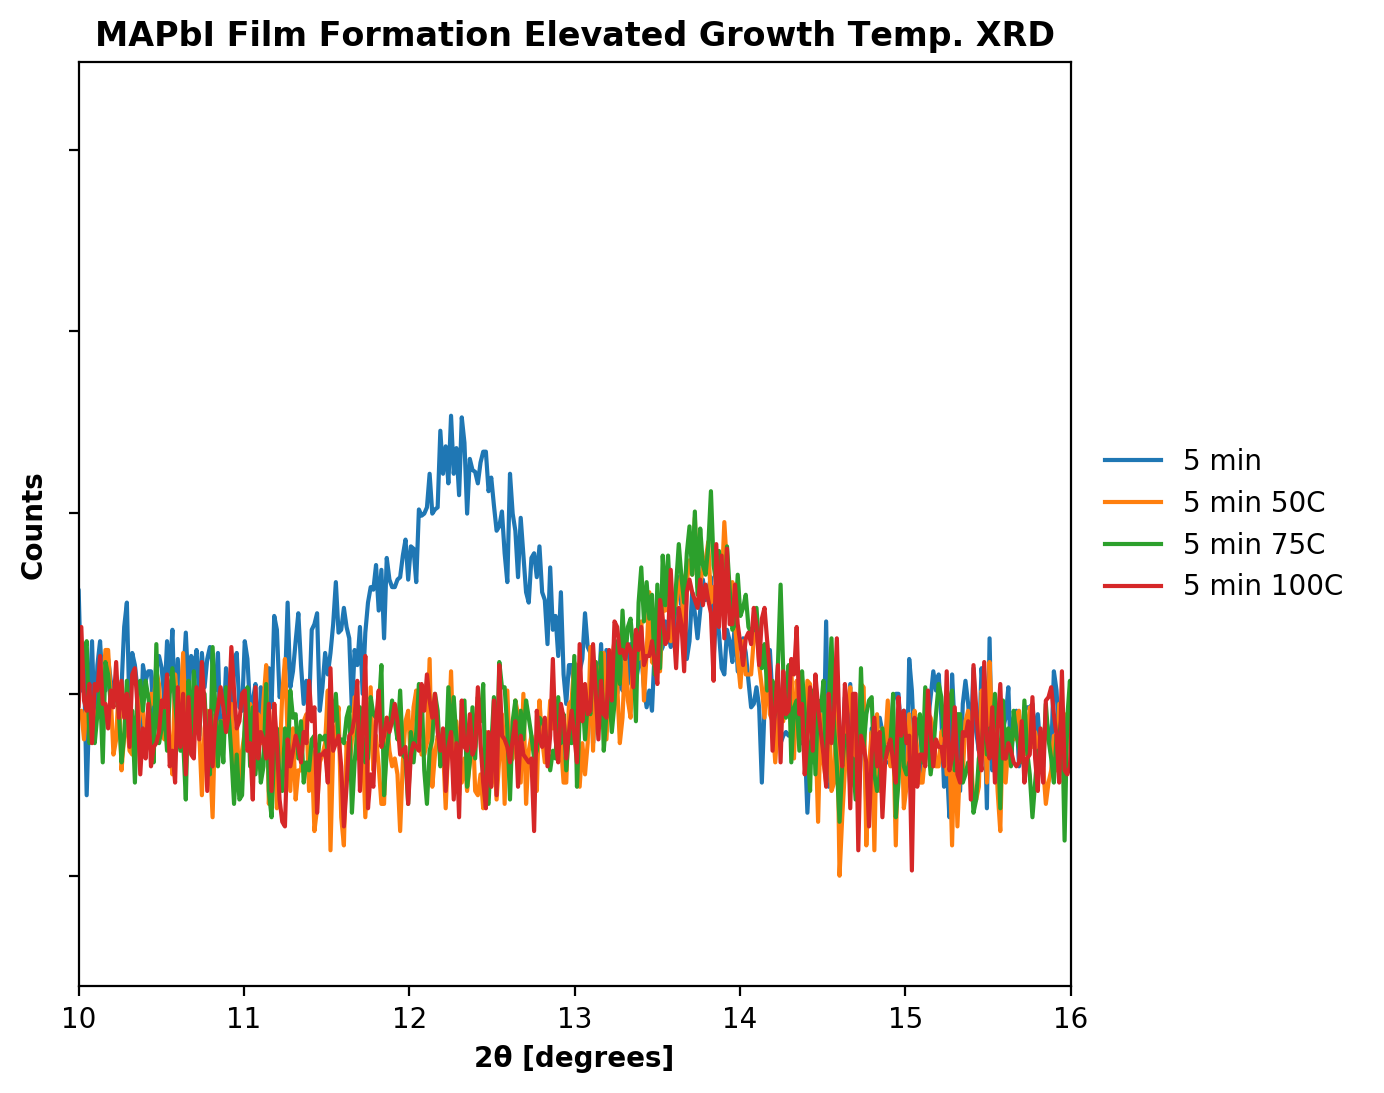 MAPbI Film Formation Elevated Growth Temp. XRD
Counts
5 min
5 min 50C
5 min 75C
5 min 100C
10 11 12 13 14 15 16
2θ [degrees]